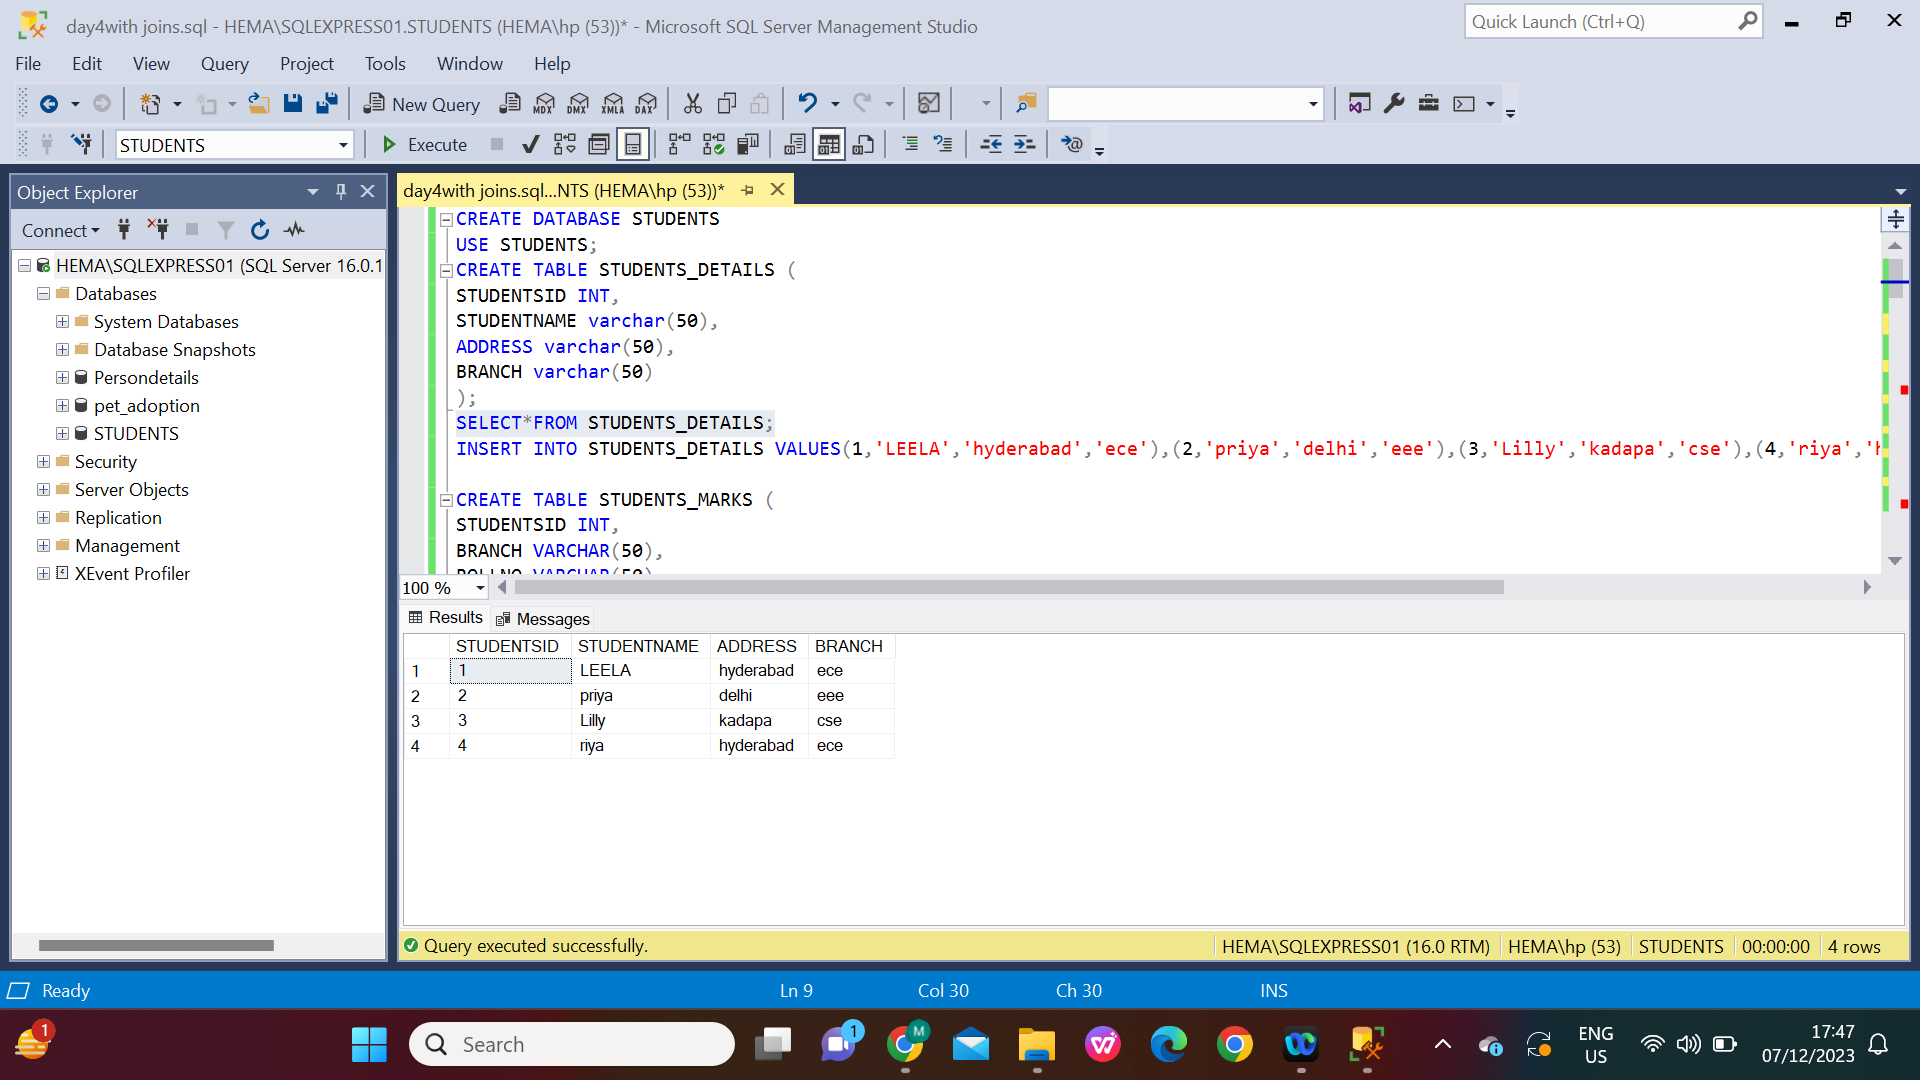 day4with joins.sql - HEMA\SQLEXPRESS01.STUDENTS (HEMA\hp (53))* - Microsoft SQL Server Management Studio
Quick Launch (Ctrl+Q)
File Edit View Query Project Tools Window Help
New Query MDX DMX XMLA DAX
STUDENTS Execute
Object Explorer
Connect
HEMA\SQLEXPRESS01 (SQL Server 16.0.1
Databases
System Databases
Database Snapshots
Persondetails
pet_adoption
STUDENTS
Security
Server Objects
Replication
Management
XEvent Profiler
day4with joins.sql...NTS (HEMA\hp (53))*
CREATE DATABASE STUDENTS
USE STUDENTS;
CREATE TABLE STUDENTS_DETAILS (
STUDENTSID INT,
STUDENTNAME varchar(50),
ADDRESS varchar(50),
BRANCH varchar(50)
);
SELECT*FROM STUDENTS_DETAILS;
INSERT INTO STUDENTS_DETAILS VALUES(1,'LEELA','hyderabad','ece'),(2,'priya','delhi','eee'),(3,'Lilly','kadapa','cse'),(4,'riya','h
CREATE TABLE STUDENTS_MARKS (
STUDENTSID INT,
BRANCH VARCHAR(50),
100 %
Results Messages
STUDENTSID STUDENTNAME ADDRESS BRANCH
1 1 LEELA hyderabad ece
2 2 priya delhi eee
3 3 Lilly kadapa cse
4 4 riya hyderabad ece
Query executed successfully.
HEMA\SQLEXPRESS01 (16.0 RTM) HEMA\hp (53) STUDENTS 00:00:00 4 rows
Ready Ln 9 Col 30 Ch 30 INS
1
Search
1
M
ENG
US
17:47
07/12/2023